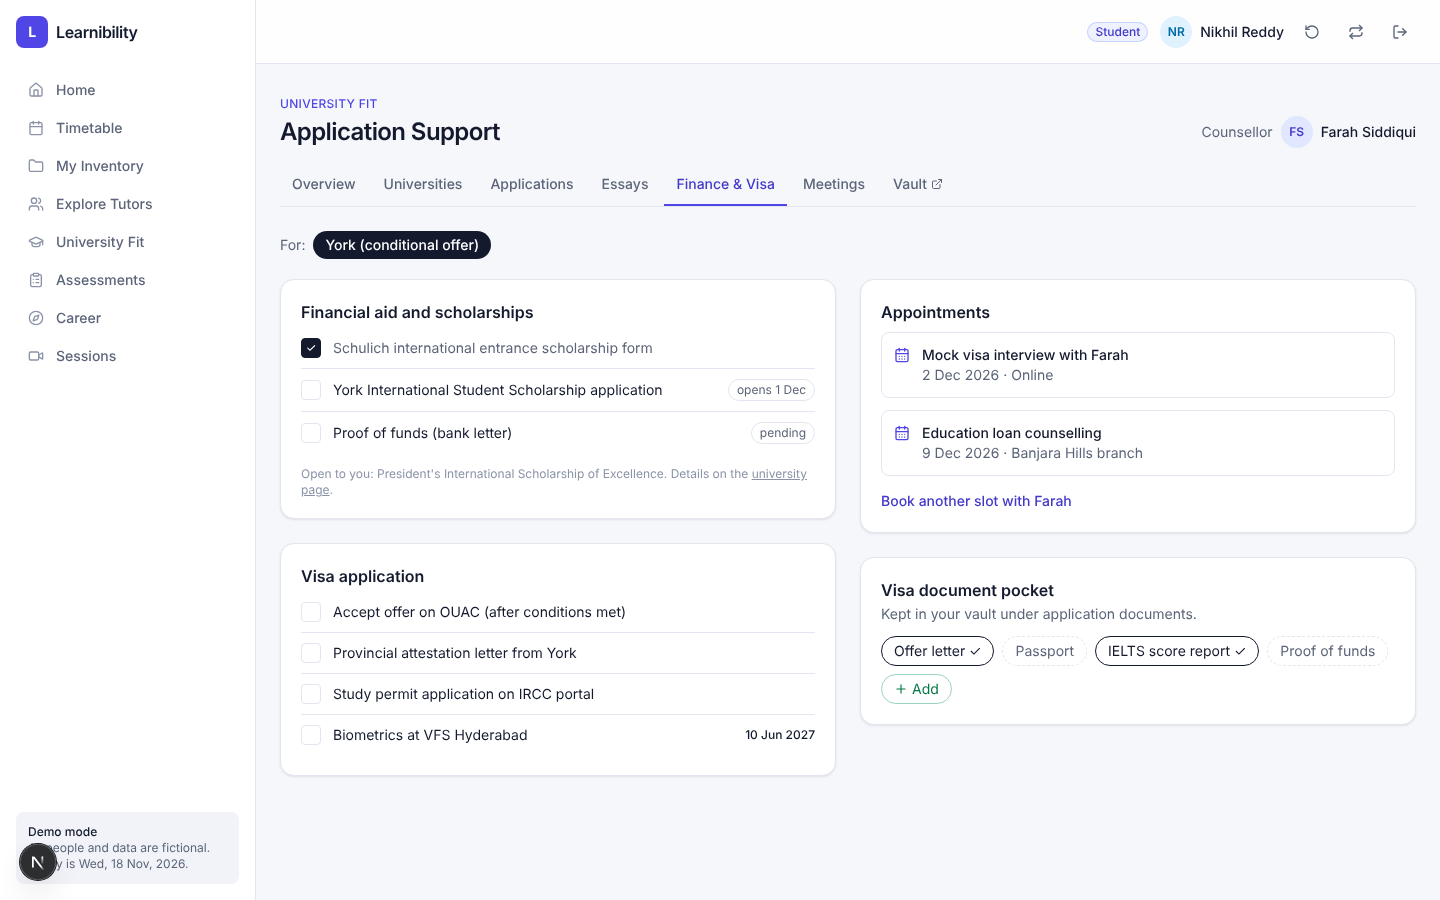 L Learnibility
Home
Timetable
My Inventory
Explore Tutors
University Fit
Assessments
Career
Sessions
Demo mode
people and data are fictional.
is Wed, 18 Nov, 2026.
N
Student NR Nikhil Reddy
UNIVERSITY FIT
Application Support
Counsellor FS Farah Siddiqui
Overview Universities Applications Essays Finance & Visa Meetings Vault
For: York (conditional offer)
Financial aid and scholarships
Schulich international entrance scholarship form
York International Student Scholarship application opens 1 Dec
Proof of funds (bank letter) pending
Open to you: President's International Scholarship of Excellence. Details on the university
page.
Visa application
Accept offer on OUAC (after conditions met)
Provincial attestation letter from York
Study permit application on IRCC portal
Biometrics at VFS Hyderabad 10 Jun 2027
Appointments
Mock visa interview with Farah
2 Dec 2026 · Online
Education loan counselling
9 Dec 2026 · Banjara Hills branch
Book another slot with Farah
Visa document pocket
Kept in your vault under application documents.
Offer letter ✓ Passport IELTS score report ✓ Proof of funds
+ Add